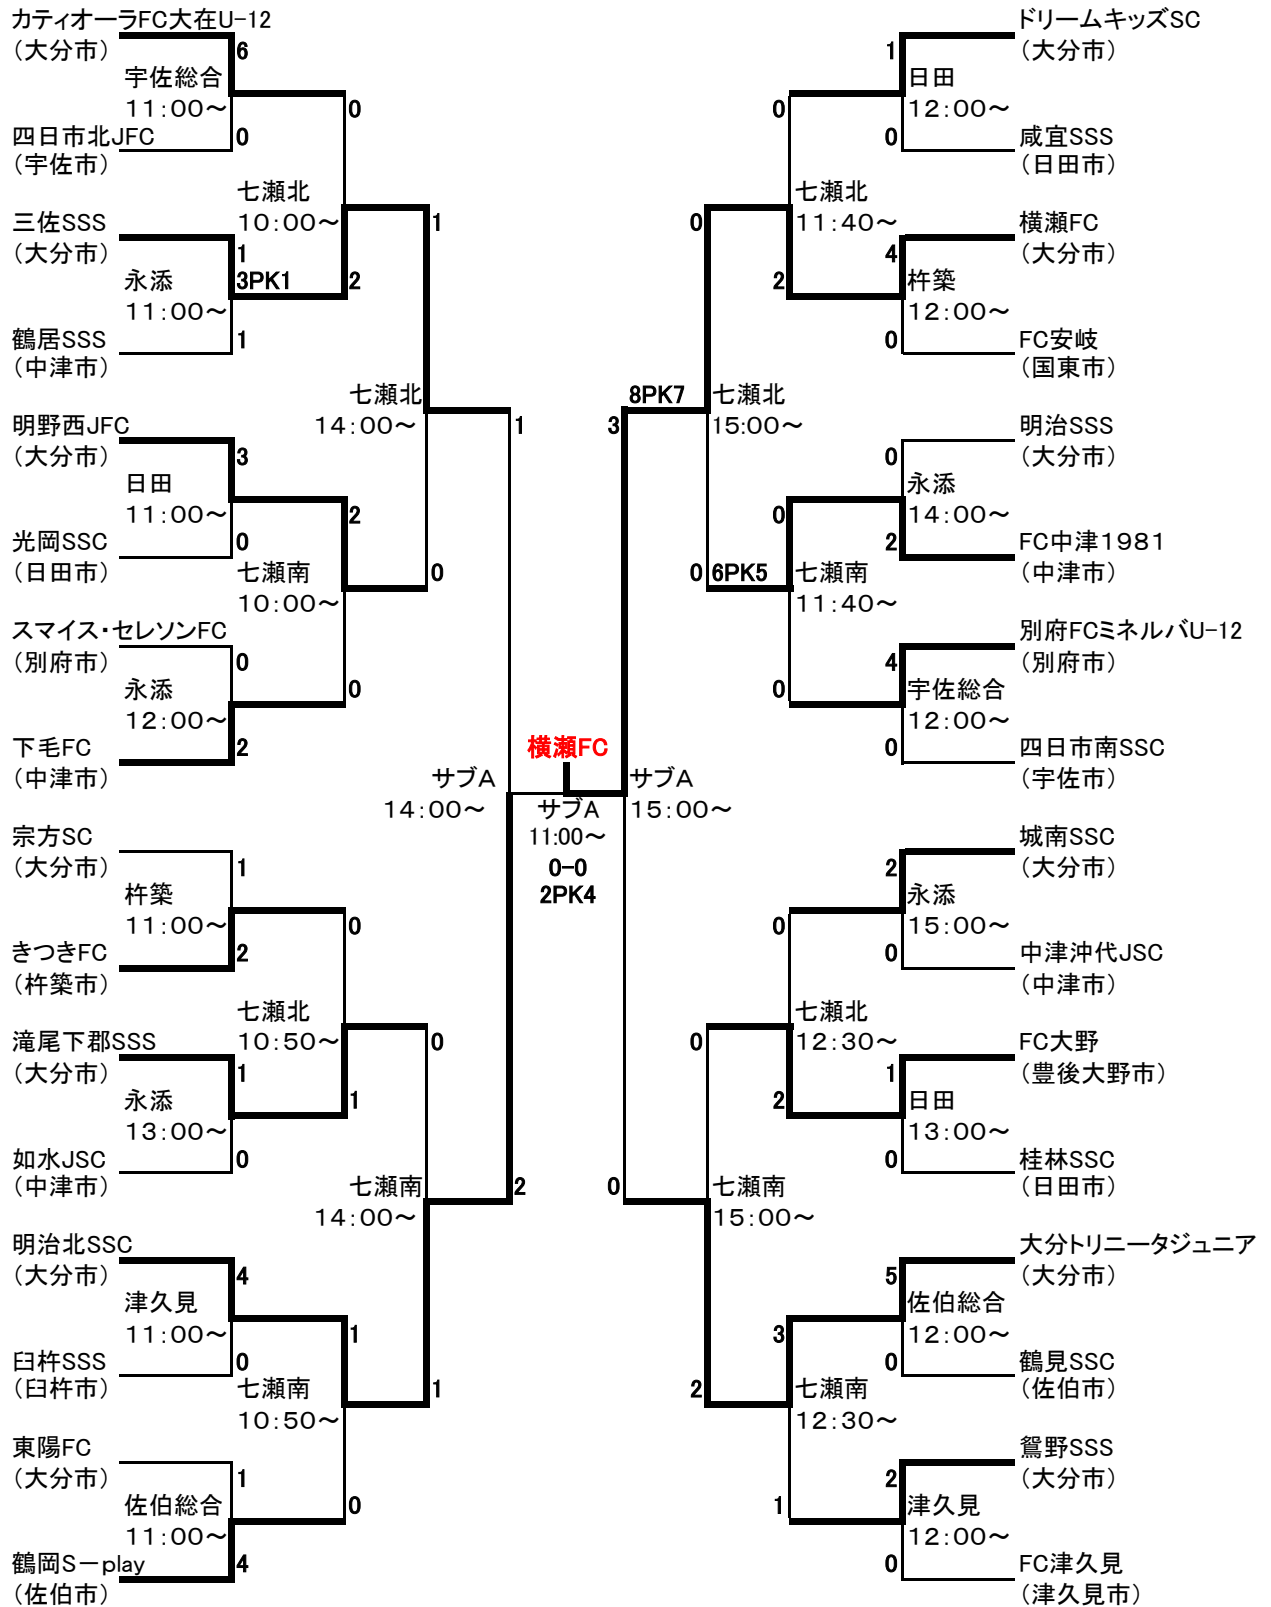 カティオーラFC大在U-12
(大分市)
6
宇佐総合
11:00～
0
四日市北JFC
(宇佐市)
0
七瀬北
10:00～
1
三佐SSS
(大分市)
1
永添
3PK1
2
11:00～
鶴居SSS
(中津市)
1
七瀬北
14:00～
1
明野西JFC
(大分市)
3
日田
11:00～
2
光岡SSC
(日田市)
0
七瀬南
10:00～
0
スマイス・セレソンFC
(別府市)
0
永添
12:00～
0
下毛FC
(中津市)
2
サブA
14:00～
宗方SC
(大分市)
1
杵築
11:00～
0
きつきFC
(杵築市)
2
七瀬北
10:50～
0
滝尾下郡SSS
(大分市)
1
永添
13:00～
1
如水JSC
(中津市)
0
七瀬南
14:00～
2
明治北SSC
(大分市)
4
津久見
11:00～
1
臼杵SSS
(臼杵市)
0
七瀬南
10:50～
1
東陽FC
(大分市)
1
佐伯総合
11:00～
0
鶴岡S－play
(佐伯市)
4
横瀬FC
サブA
11:00～
0-0
2PK4
ドリームキッズSC
(大分市)
1
日田
12:00～
0
咸宜SSS
(日田市)
0
七瀬北
11:40～
0
横瀬FC
(大分市)
4
杵築
12:00～
2
FC安岐
(国東市)
0
8PK7
七瀬北
15:00～
3
明治SSS
(大分市)
0
永添
14:00～
0
FC中津1981
(中津市)
2
七瀬南
11:40～
0
6PK5
別府FCミネルバU-12
(別府市)
4
宇佐総合
12:00～
0
四日市南SSC
(宇佐市)
0
サブA
15:00～
城南SSC
(大分市)
2
永添
15:00～
0
中津沖代JSC
(中津市)
0
七瀬北
12:30～
0
FC大野
(豊後大野市)
1
日田
13:00～
2
桂林SSC
(日田市)
0
七瀬南
15:00～
0
大分トリニータジュニア
(大分市)
5
佐伯総合
12:00～
3
鶴見SSC
(佐伯市)
0
七瀬南
12:30～
2
鴛野SSS
(大分市)
2
津久見
12:00～
1
FC津久見
(津久見市)
0